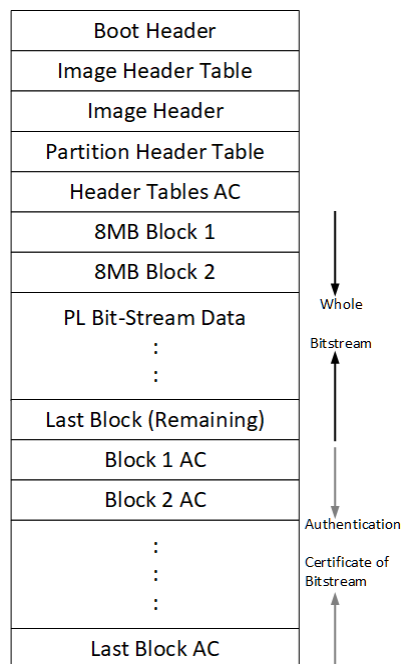 Boot Header
Image Header Table
Image Header
Partition Header Table
Header Tables AC
8MB Block 1
8MB Block 2
PL Bit-Stream Data
:
:
Whole
Bitstream
Last Block (Remaining)
Block 1 AC
Block 2 AC
:
:
:
Authentication
Certificate of
Bitstream
Last Block AC